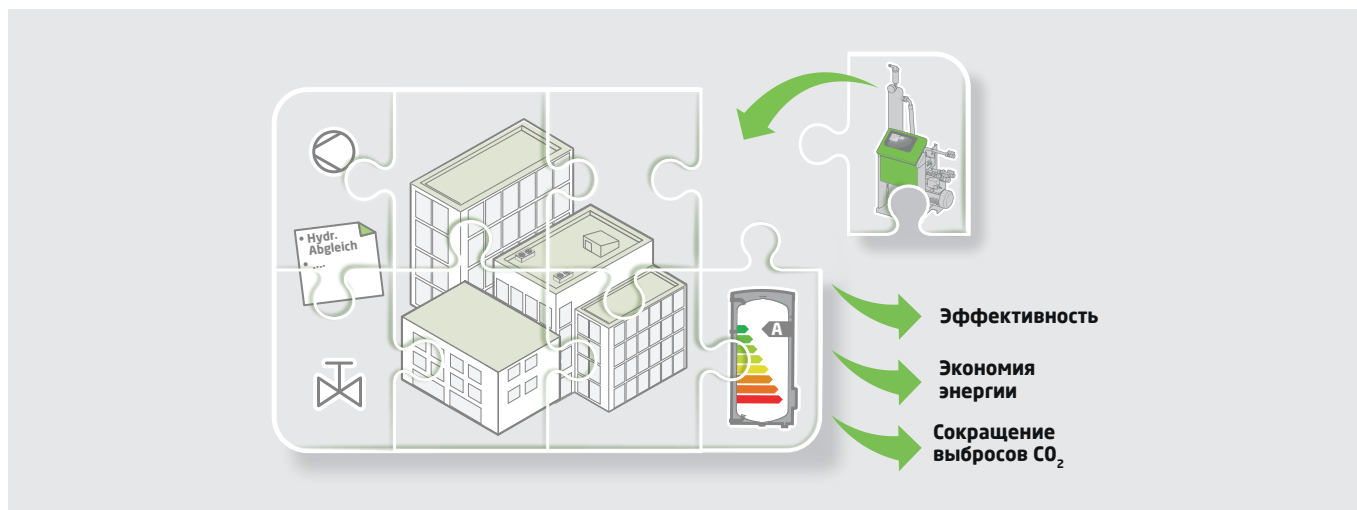 • Hydr.
Abgleich
• ....
A
Эффективность
Экономия
энергии
Сокращение
выбросов CO₂